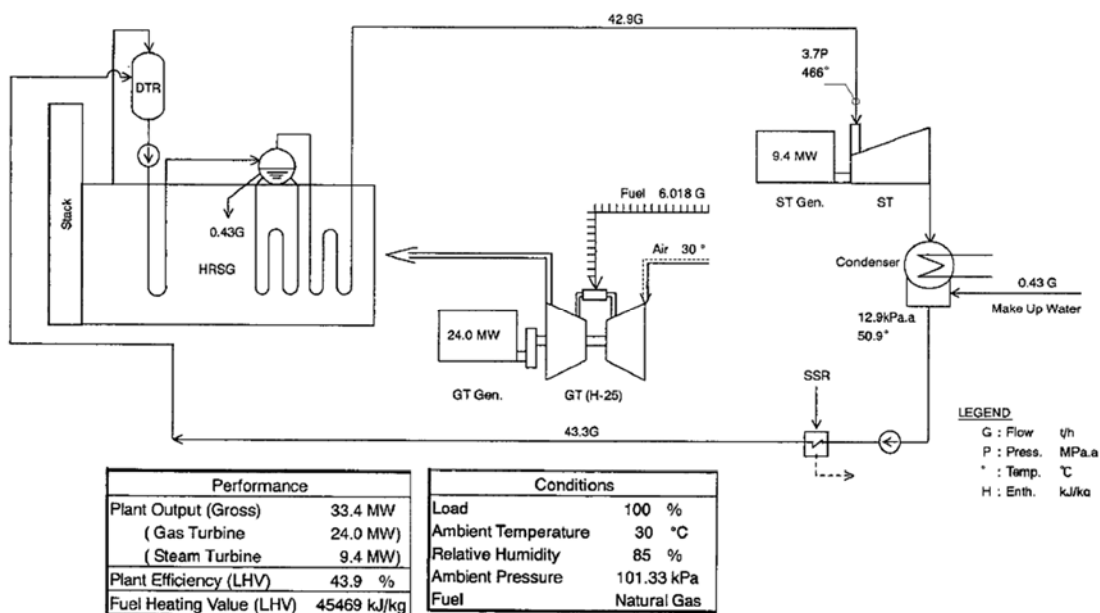 42.9G
3.7P
466°
DTR
9.4 MW
ST Gen.
ST
Stack
Fuel 6.018 G
0.43G
HRSG
Air 30 °
Condenser
0.43 G
Make Up Water
24.0 MW
12.9kPa.a
50.9°
GT Gen.
GT (H-25)
SSR
43.3G
LEGEND
G : Flow t/h
P : Press. MPa.a
° : Temp. ℃
H : Enth. kJ/kg
Performance
Plant Output (Gross) 33.4 MW
( Gas Turbine 24.0 MW)
( Steam Turbine 9.4 MW)
Plant Efficiency (LHV) 43.9 %
Fuel Heating Value (LHV) 45469 kJ/kg
Conditions
Load 100 %
Ambient Temperature 30 °C
Relative Humidity 85 %
Ambient Pressure 101.33 kPa
Fuel Natural Gas